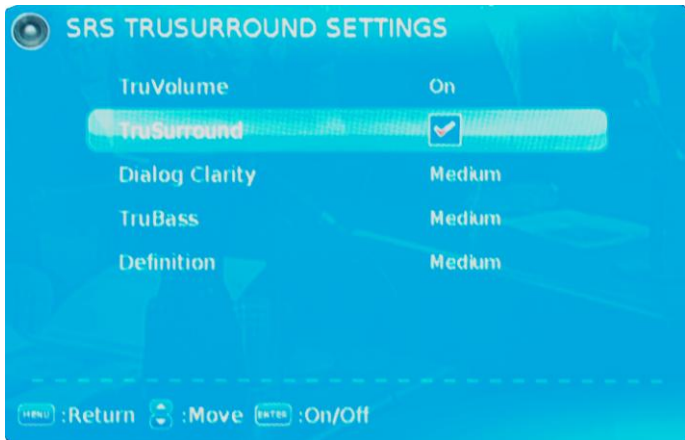 SRS TRUSURROUND SETTINGS
TruVolume On
TruSurround
Dialog Clarity Medium
TruBass Medium
Definition Medium
MENU :Return :Move ENTER :On/Off